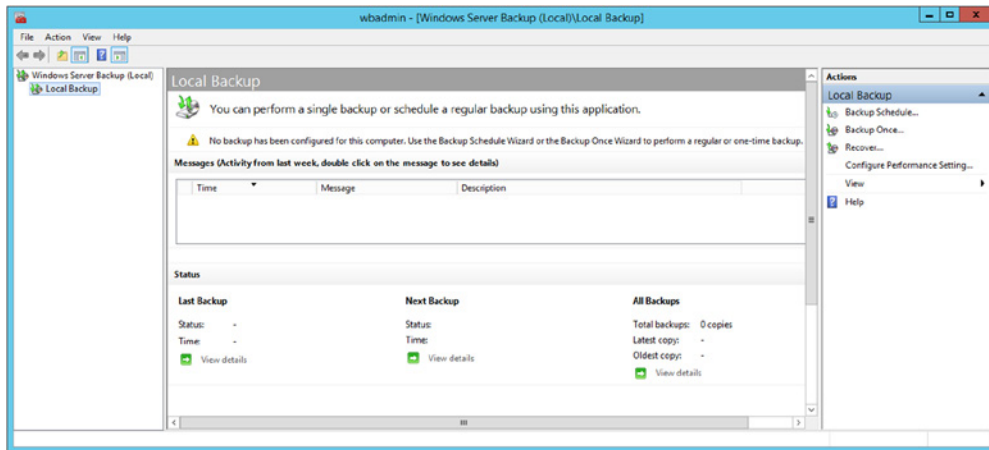 wbadmin - [Windows Server Backup (Local)\Local Backup]
File Action View Help
Windows Server Backup (Local)
Local Backup
Local Backup
You can perform a single backup or schedule a regular backup using this application.
No backup has been configured for this computer. Use the Backup Schedule Wizard or the Backup Once Wizard to perform a regular or one-time backup.
Messages (Activity from last week, double click on the message to see details)
Time Message Description
Status
Last Backup
Status: -
Time: -
View details
Next Backup
Status:
Time:
View details
All Backups
Total backups: 0 copies
Latest copy: -
Oldest copy: -
View details
Actions
Local Backup
Backup Schedule...
Backup Once...
Recover...
Configure Performance Setting...
View
Help